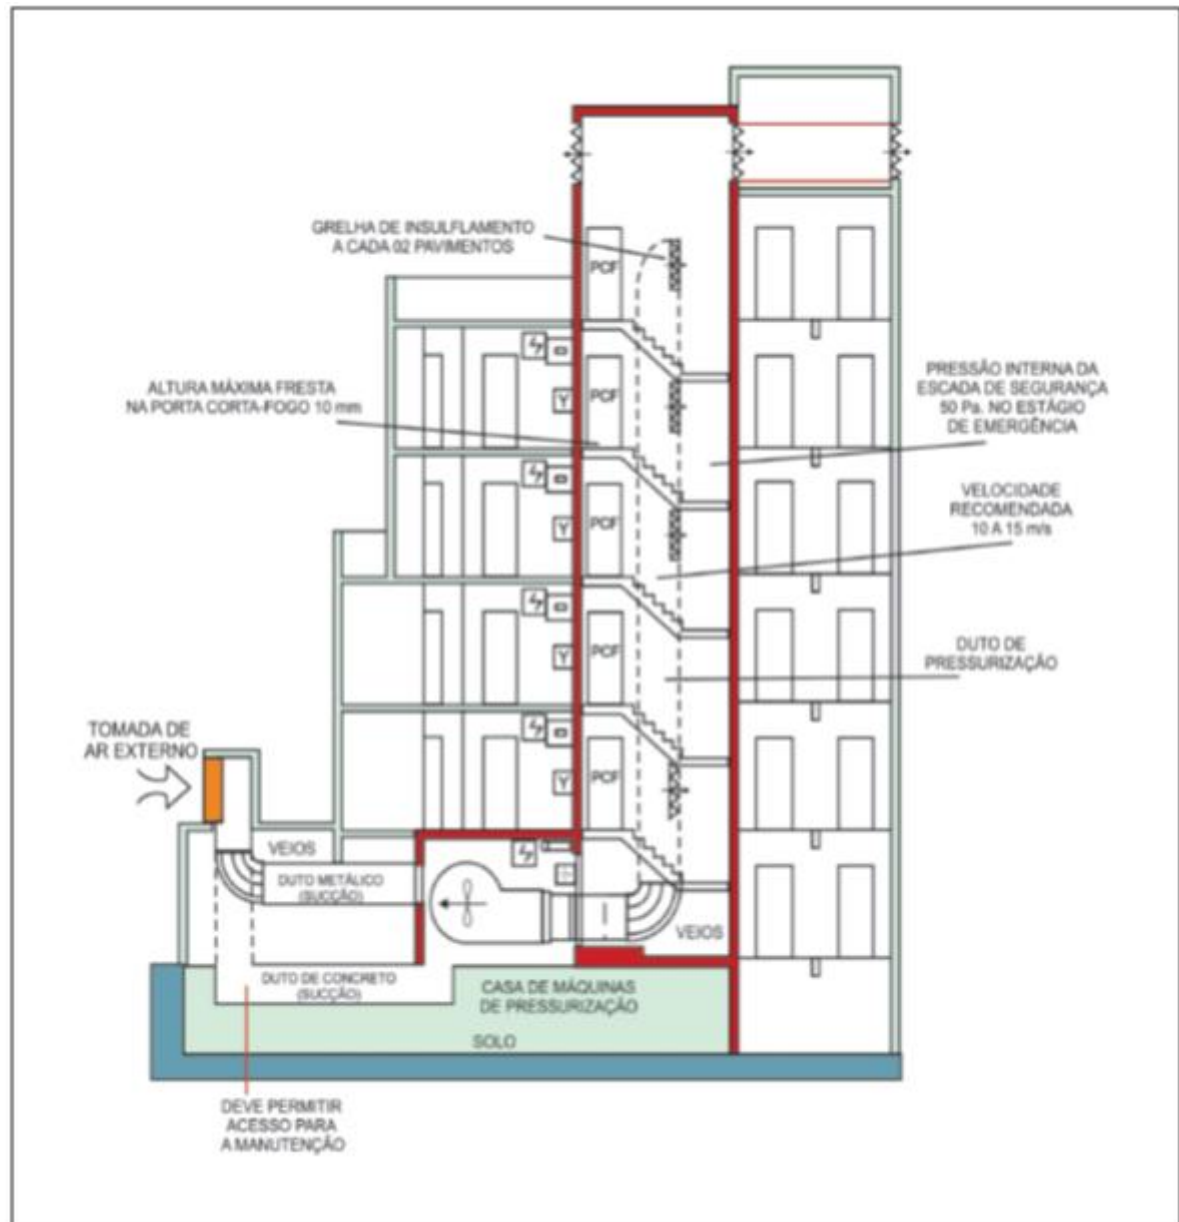 GRELHA DE INSULFLAMENTO
A CADA 02 PAVIMENTOS
PCF
ALTURA MÁXIMA FRESTA
NA PORTA CORTA-FOGO 10 mm
PRESSÃO INTERNA DA
ESCADA DE SEGURANÇA
50 Pa. NO ESTÁGIO
DE EMERGÊNCIA
PCF
Y
VELOCIDADE
RECOMENDADA
10 A 15 m/s
PCF
Y
DUTO DE
PRESSURIZAÇÃO
PCF
Y
TOMADA DE
AR EXTERNO
PCF
Y
VEIOS
DUTO METÁLICO
(SUCÇÃO)
VEIOS
DUTO DE CONCRETO
(SUCÇÃO)
CASA DE MÁQUINAS
DE PRESSURIZAÇÃO
SOLO
DEVE PERMITIR
ACESSO PARA
A MANUTENÇÃO